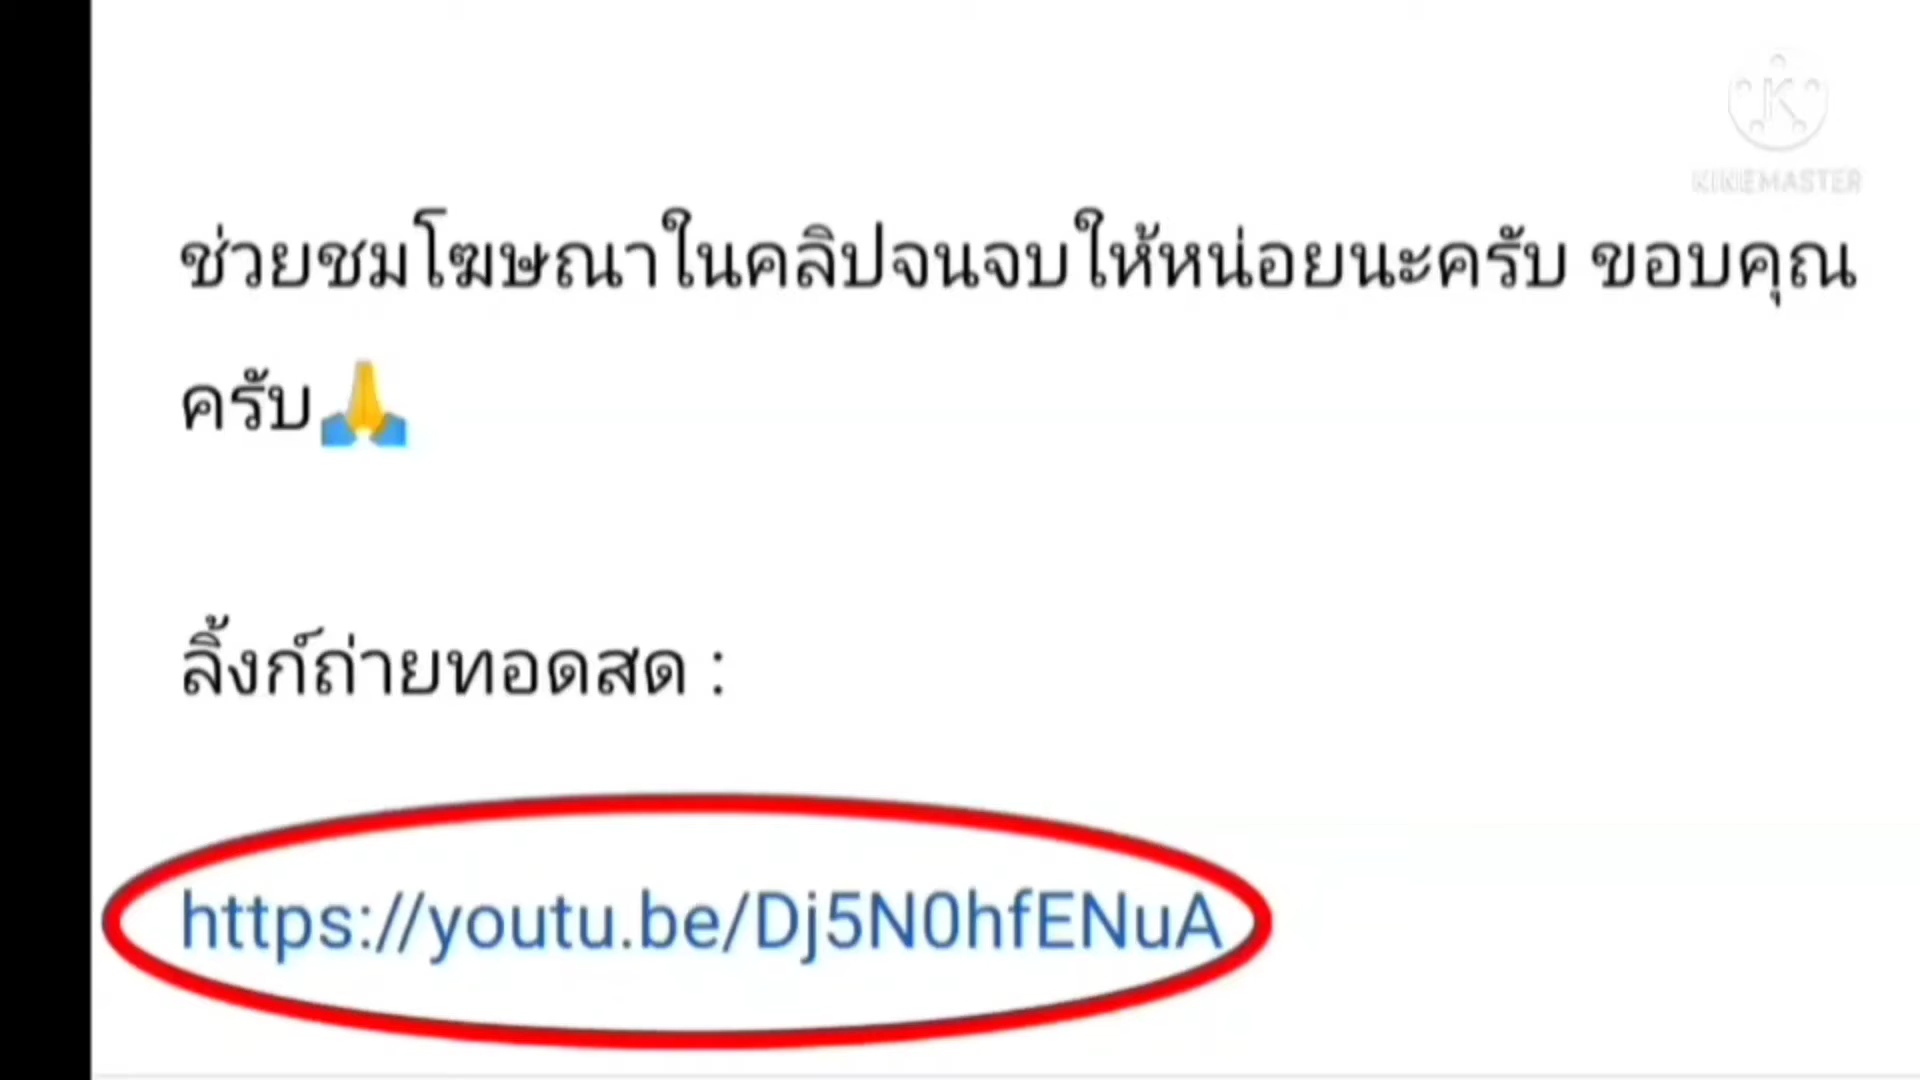 KINEMASTER
ช่วยชมโฆษณาในคลิปจนจบให้หน่อยนะครับ ขอบคุณ
ครับ🙏
ลิ้งก์ถ่ายทอดสด :
https://youtu.be/Dj5N0hfENuA